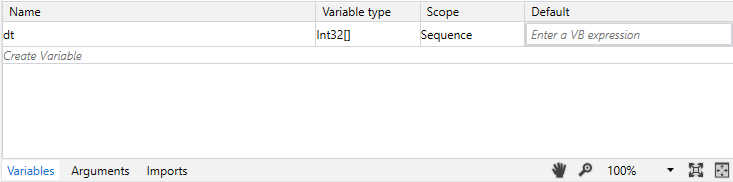 Name Variable type Scope Default
dt Int32[] Sequence Enter a VB expression
Create Variable
Variables Arguments Imports 100%